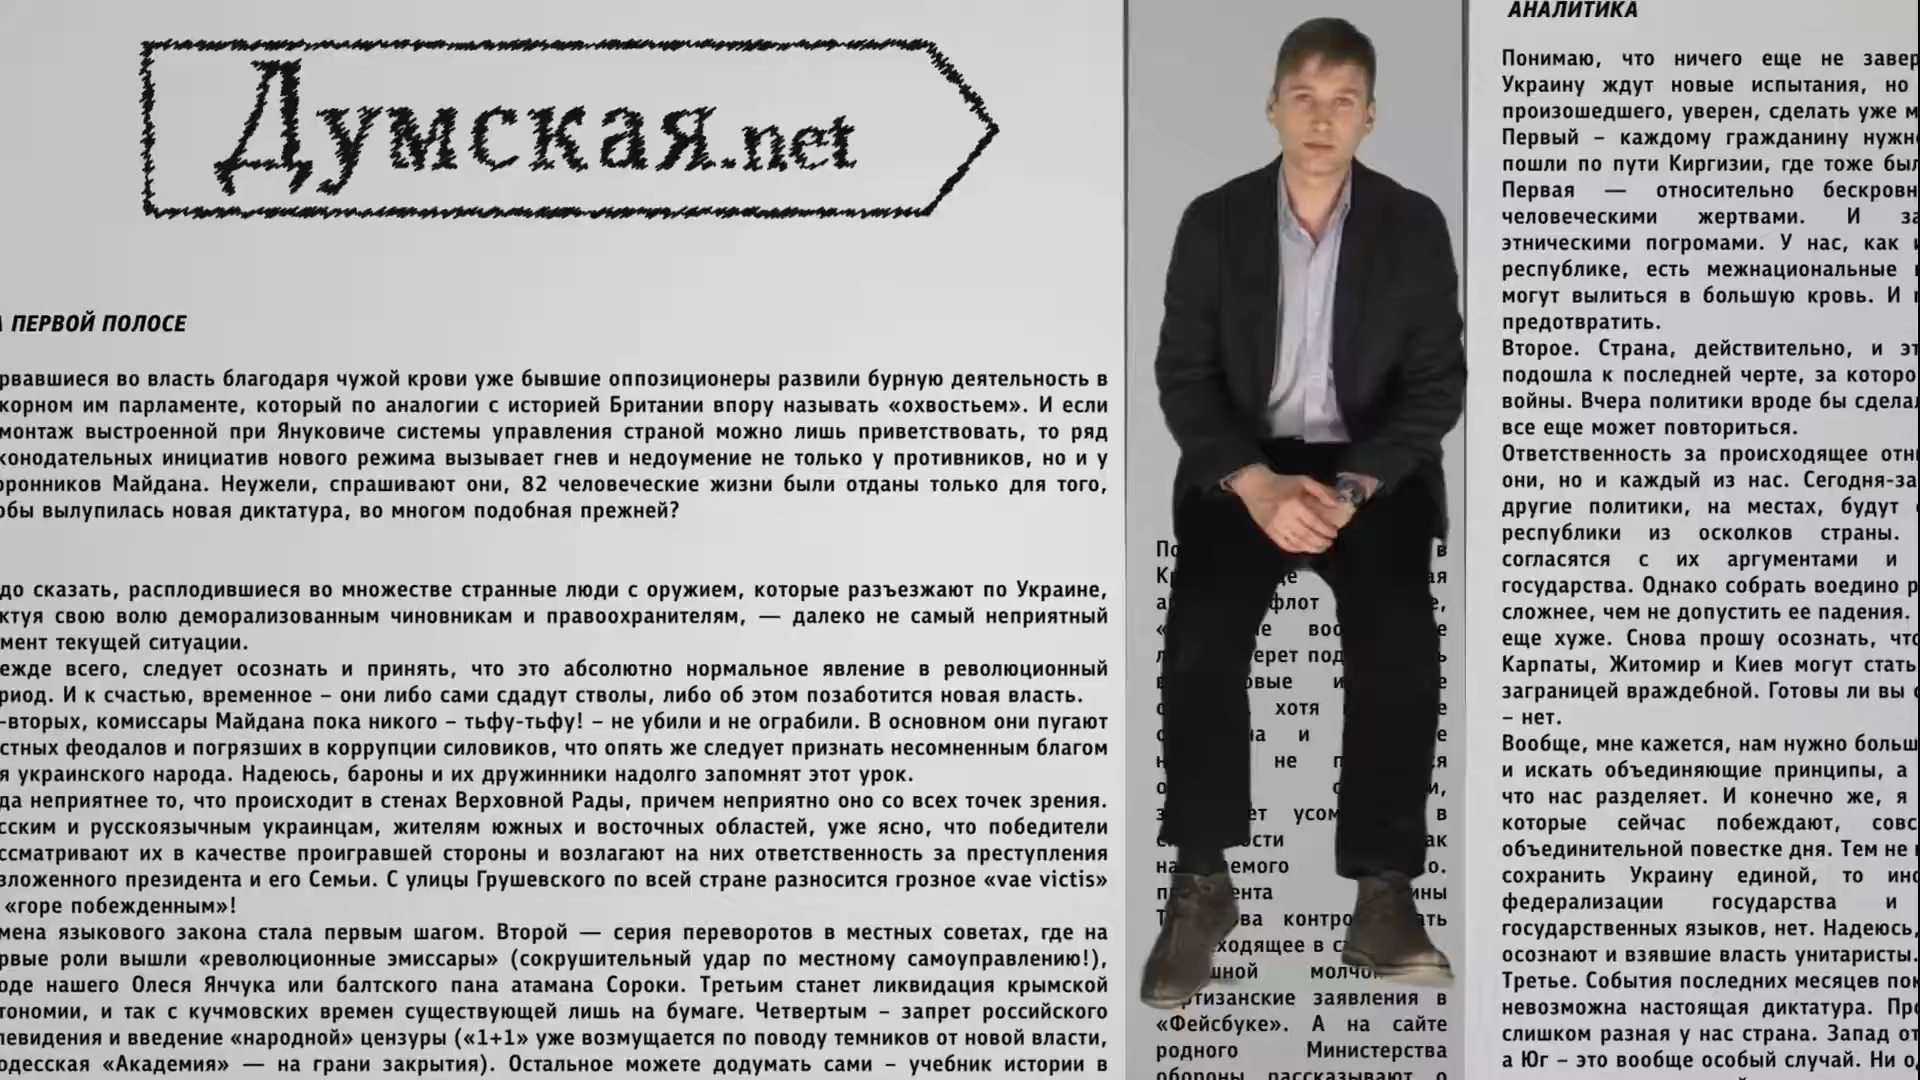 Думская.net
ПЕРВОЙ ПОЛОСЕ
рвавшиеся во власть благодаря чужой крови уже бывшие оппозиционеры развили бурную деятельность в
корном им парламенте, который по аналогии с историей Британии впору называть «охвостьем». И если
монтаж выстроенной при Януковиче системы управления страной можно лишь приветствовать, то ряд
конодательных инициатив нового режима вызывает гнев и недоумение не только у противников, но и у
оронников Майдана. Неужели, спрашивают они, 82 человеческие жизни были отданы только для того,
обы вылупилась новая диктатура, во многом подобная прежней?
до сказать, расплодившиеся во множестве странные люди с оружием, которые разъезжают по Украине,
ктуя свою волю деморализованным чиновникам и правоохранителям, — далеко не самый неприятный
мент текущей ситуации.
ежде всего, следует осознать и принять, что это абсолютно нормальное явление в революционный
риод. И к счастью, временное – они либо сами сдадут стволы, либо об этом позаботится новая власть.
-вторых, комиссары Майдана пока никого – тьфу-тьфу! – не убили и не ограбили. В основном они пугают
стных феодалов и погрязших в коррупции силовиков, что опять же следует признать несомненным благом
я украинского народа. Надеюсь, бароны и их дружинники надолго запомнят этот урок.
да неприятнее то, что происходит в стенах Верховной Рады, причем неприятно оно со всех точек зрения.
сским и русскоязычным украинцам, жителям южных и восточных областей, уже ясно, что победители
ссматривают их в качестве проигравшей стороны и возлагают на них ответственность за преступления
зложенного президента и его Семьи. С улицы Грушевского по всей стране разносится грозное «vae victis»
«горе побежденным»!
мена языкового закона стала первым шагом. Второй — серия переворотов в местных советах, где на
рвые роли вышли «революционные эмиссары» (сокрушительный удар по местному самоуправлению!),
оде нашего Олеся Янчука или балтского пана атамана Сороки. Третьим станет ликвидация крымской
тономии, и так с кучмовских времен существующей лишь на бумаге. Четвертым – запрет российского
левидения и введение «народной» цензуры («1+1» уже возмущается по поводу темников от новой власти,
одесская «Академия» — на грани закрытия). Остальное можете додумать сами – учебник истории в
По в
флот
хотя
и
не
усом в
контро
ходящее в
молчо
ртизанские заявления в
«Фейсбуке». А на сайте
родного Министерства
обороны рассказывают о
АНАЛИТИКА
Понимаю, что ничего еще не завер
Украину ждут новые испытания, но
произошедшего, уверен, сделать уже м
Первый – каждому гражданину нужн
пошли по пути Киргизии, где тоже был
Первая — относительно бескровн
человеческими жертвами. И за
этническими погромами. У нас, как и
республике, есть межнациональные
могут вылиться в большую кровь. И
предотвратить.
Второе. Страна, действительно, и эт
подошла к последней черте, за которо
войны. Вчера политики вроде бы сдела
все еще может повториться.
Ответственность за происходящее отн
они, но и каждый из нас. Сегодня-за
другие политики, на местах, будут
республики из осколков страны.
согласятся с их аргументами и
государства. Однако собрать воедино р
сложнее, чем не допустить ее падения.
еще хуже. Снова прошу осознать, что
Карпаты, Житомир и Киев могут стать
заграницей враждебной. Готовы ли вы
– нет.
Вообще, мне кажется, нам нужно больш
и искать объединяющие принципы, а
что нас разделяет. И конечно же, я
которые сейчас побеждают, совс
объединительной повестке дня. Тем не
сохранить Украину единой, то ино
федерализации государства и
государственных языков, нет. Надеюсь,
осознают и взявшие власть унитаристы.
Третье. События последних месяцев пок
невозможна настоящая диктатура. Про
слишком разная у нас страна. Запад от
а Юг – это вообще особый случай. Ни о